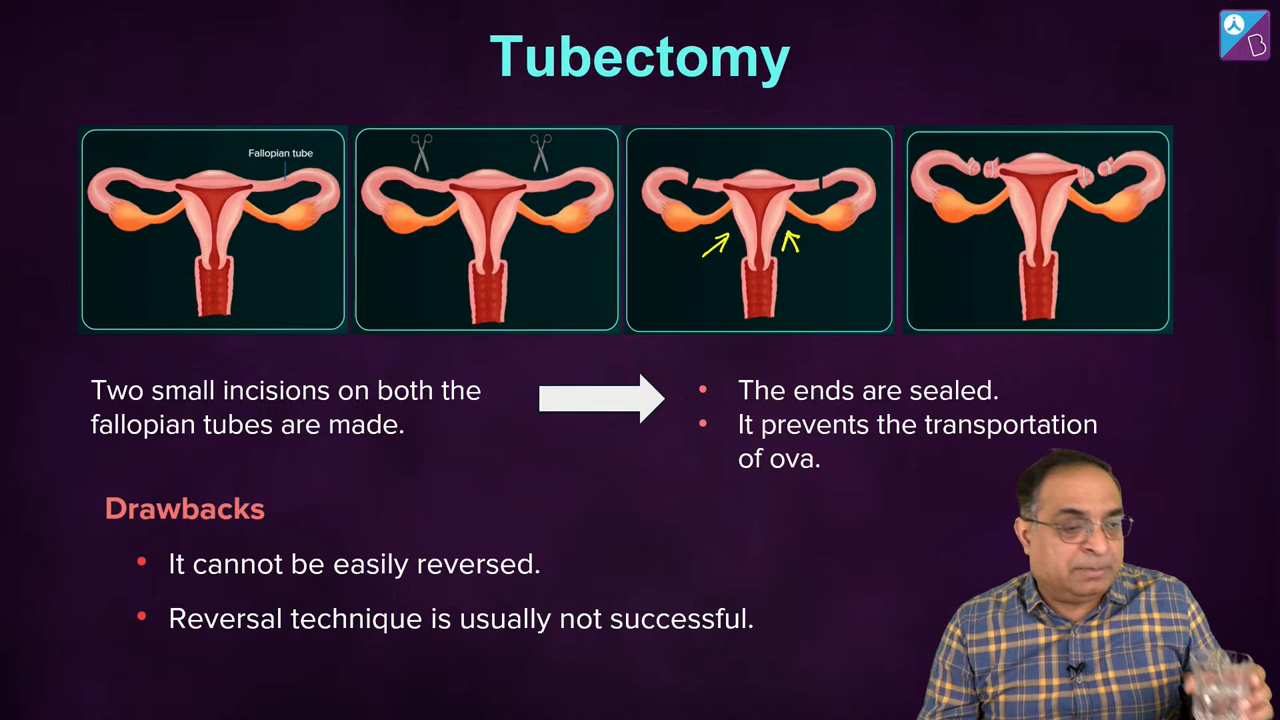 Tubectomy
Fallopian tube
Two small incisions on both the
fallopian tubes are made.
• The ends are sealed.
• It prevents the transportation
of ova.
Drawbacks
• It cannot be easily reversed.
• Reversal technique is usually not successful.
B